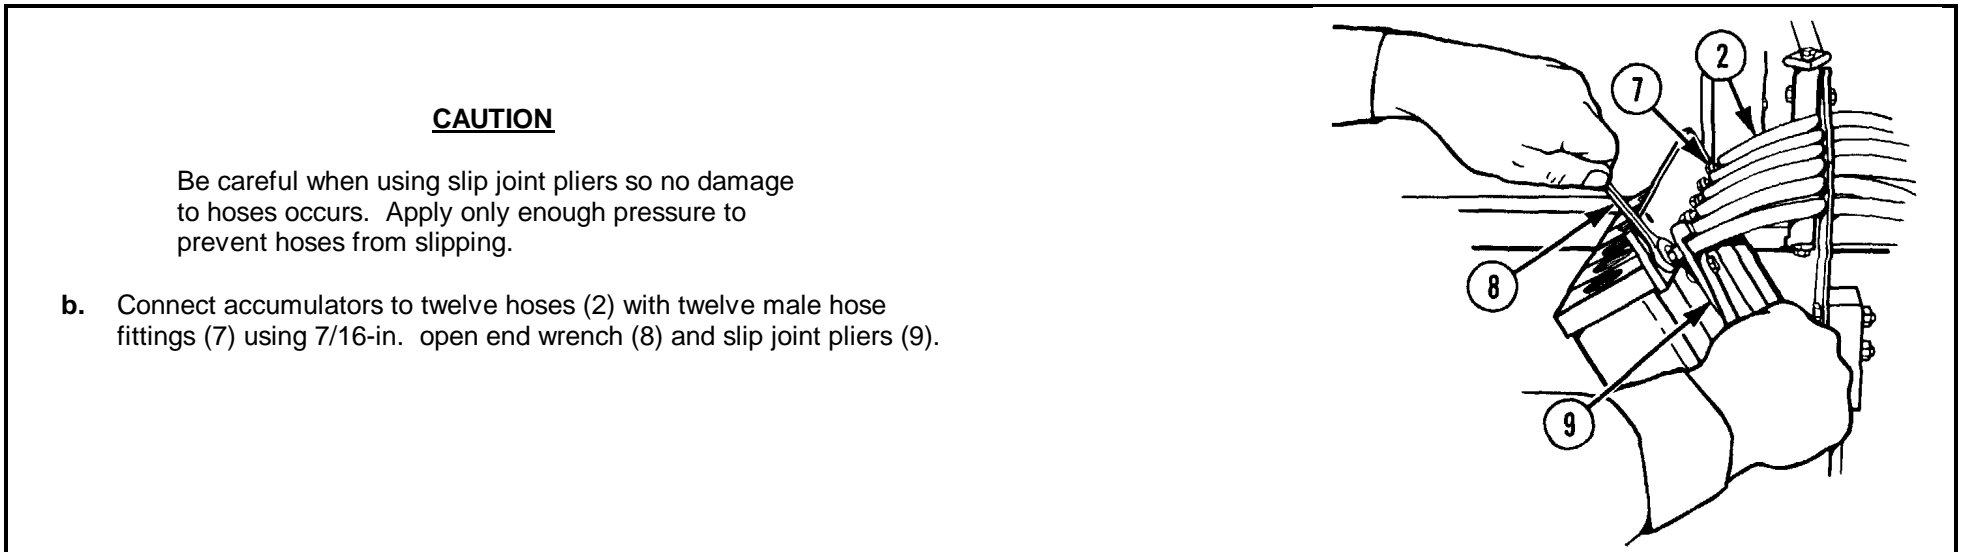 CAUTION
Be careful when using slip joint pliers so no damage
to hoses occurs.  Apply only enough pressure to
prevent hoses from slipping.
b. Connect accumulators to twelve hoses (2) with twelve male hose
fittings (7) using 7/16-in.  open end wrench (8) and slip joint pliers (9).
2
7
8
9